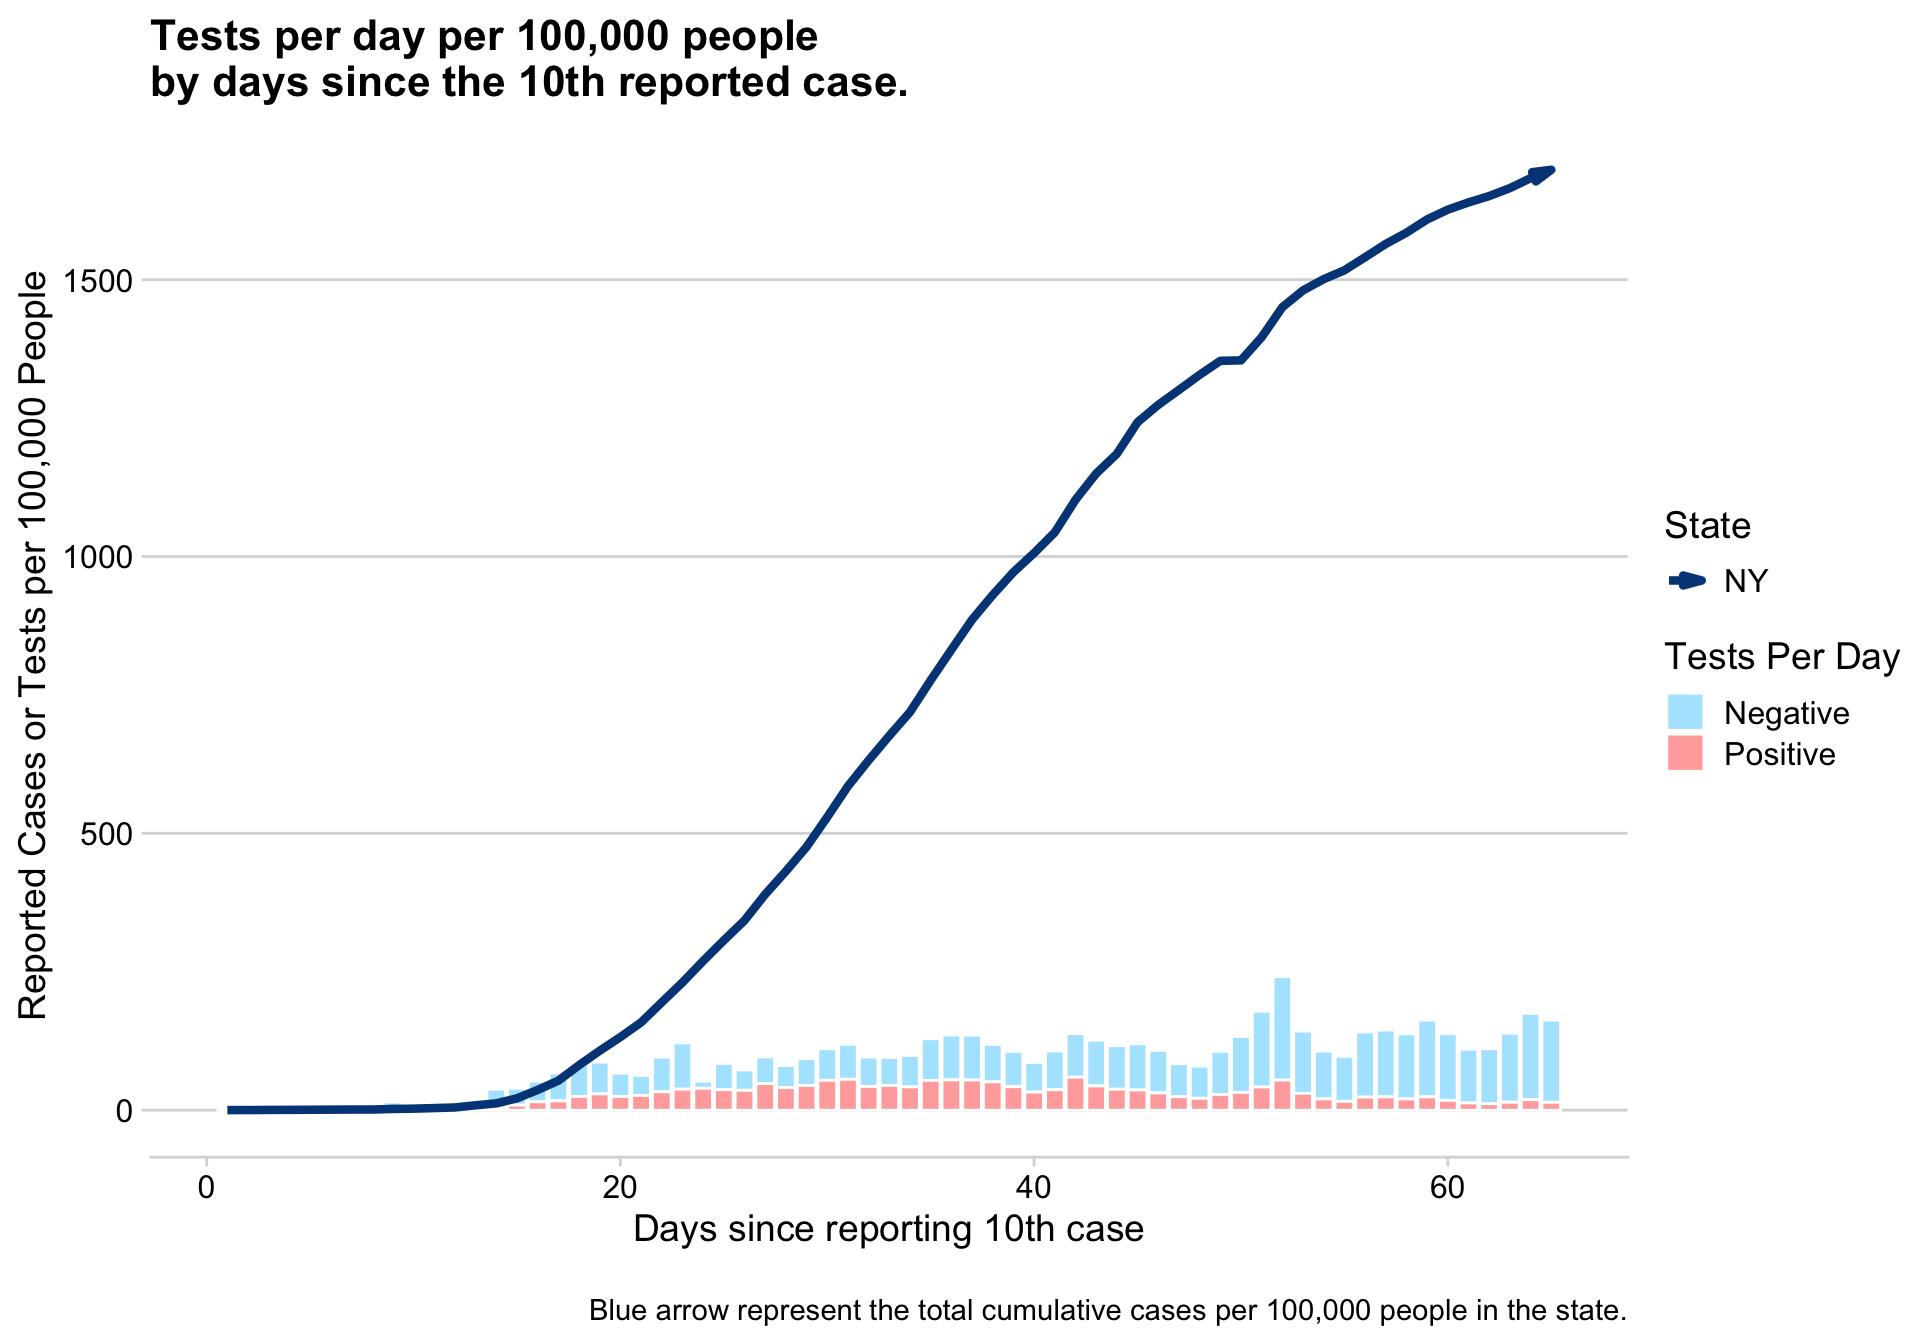 Tests per day per 100,000 people
by days since the 10th reported case.
Reported Cases or Tests per 100,000 People
1500
1000
500
0
0
20
40
60
Days since reporting 10th case
State
NY
Tests Per Day
Negative
Positive
Blue arrow represent the total cumulative cases per 100,000 people in the state.